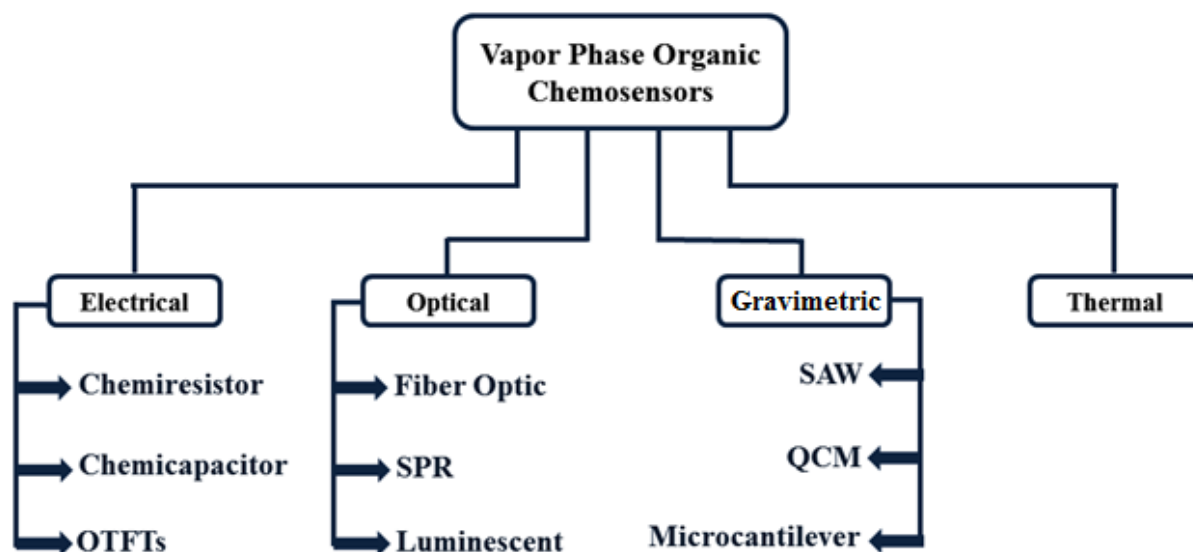 Vapor Phase Organic
Chemosensors
Electrical
Optical
Gravimetric
Thermal
Chemiresistor
Fiber Optic
SAW
Chemicapacitor
SPR
QCM
OTFTs
Luminescent
Microcantilever